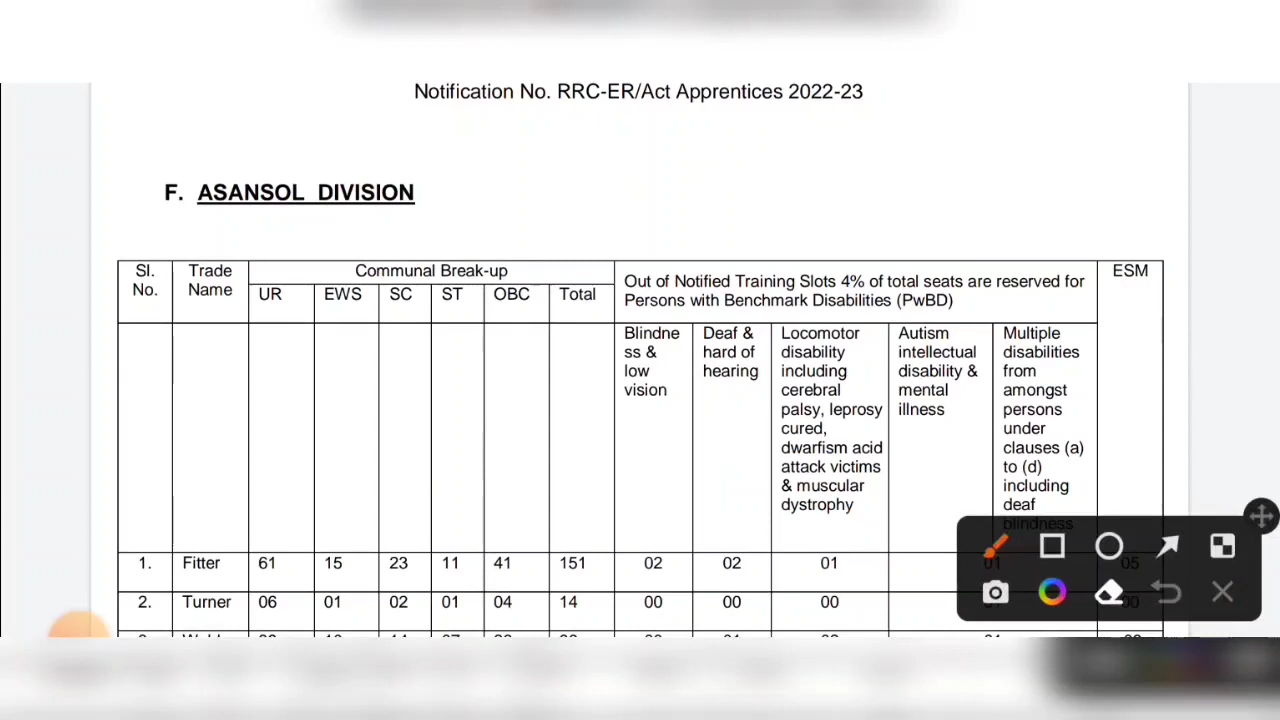 Notification No. RRC-ER/Act Apprentices 2022-23
F. ASANSOL DIVISION
Sl. No. Trade Name Communal Break-up Out of Notified Training Slots 4% of total seats are reserved for Persons with Benchmark Disabilities (PwBD) ESM
UR EWS SC ST OBC Total
Blindne
ss &
low
vision
Deaf &
hard of
hearing
Locomotor
disability
including
cerebral
palsy, leprosy
cured,
dwarfism acid
attack victims
& muscular
dystrophy
Autism
intellectual
disability &
mental
illness
Multiple
disabilities
from
amongst
persons
under
clauses (a)
to (d)
including
deaf
blindness
1. Fitter 61 15 23 11 41 151 02 02 01 01 05
2. Turner 06 01 02 01 04 14 00 00 00